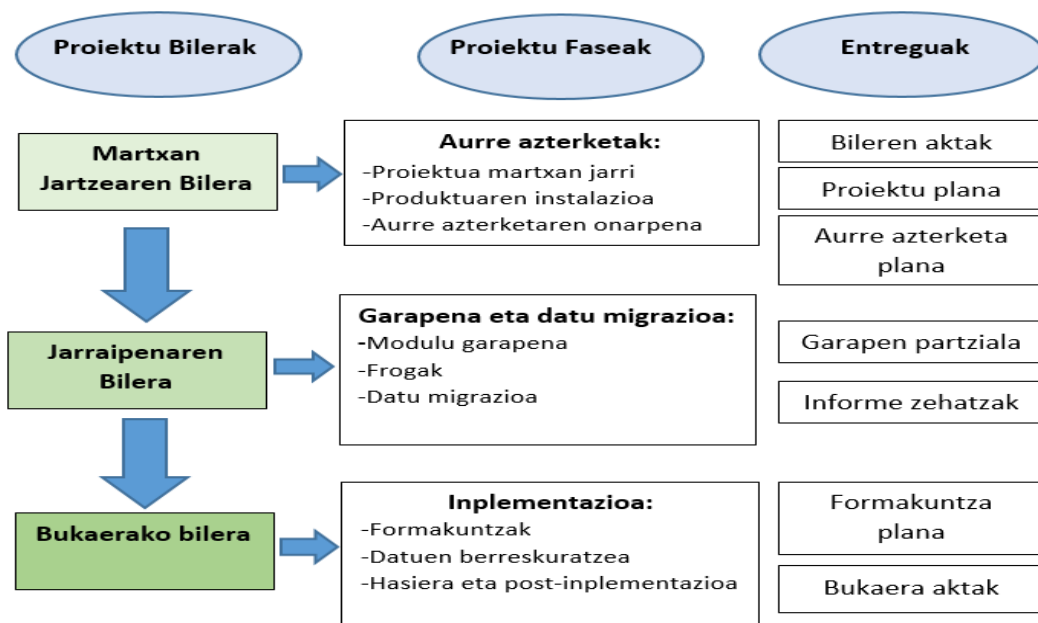 Proiektu Bilerak
Proiektu Faseak
Entreguak
Martxan
Jartzearen Bilera
Aurre azterketak:
-Proiektua martxan jarri
-Produktuaren instalazioa
-Aurre azterketaren onarpena
Bileren aktak
Proiektu plana
Aurre azterketa
plana
Jarraipenaren
Bilera
Garapena eta datu migrazioa:
-Modulu garapena
-Frogak
-Datu migrazioa
Garapen partziala
Informe zehatzak
Bukaerako bilera
Inplementazioa:
-Formakuntzak
-Datuen berreskuratzea
-Hasiera eta post-inplementazioa
Formakuntza
plana
Bukaera aktak